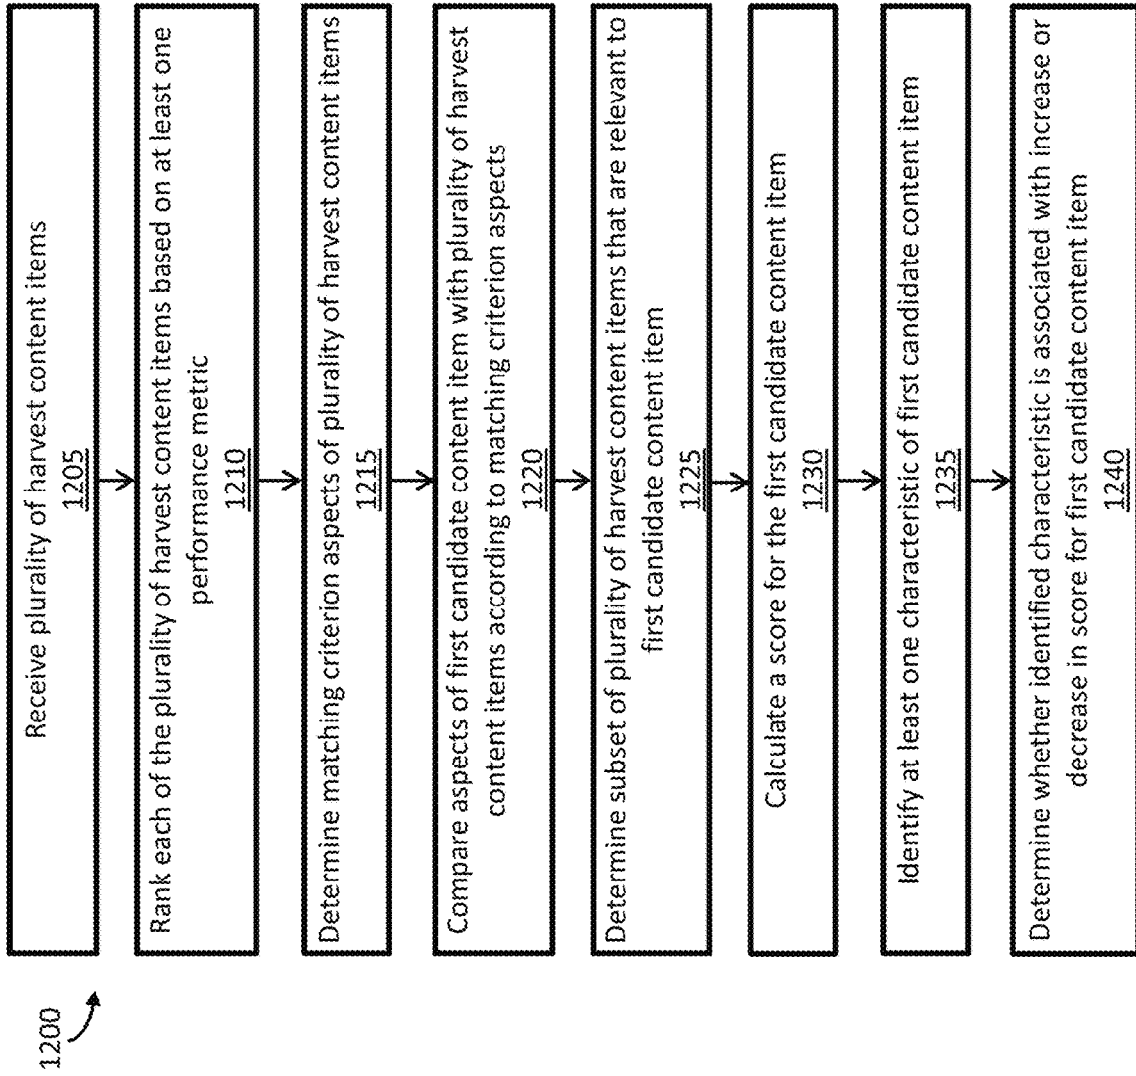 1200
Receive plurality of harvest content items
1205
Rank each of the plurality of harvest content items based on at least one
performance metric
1210
Determine matching criterion aspects of plurality of harvest content items
1215
Compare aspects of first candidate content item with plurality of harvest
content items according to matching criterion aspects
1220
Determine subset of plurality of harvest content items that are relevant to
first candidate content item
1225
Calculate a score for the first candidate content item
1230
Identify at least one characteristic of first candidate content item
1235
Determine whether identified characteristic is associated with increase or
decrease in score for first candidate content item
1240